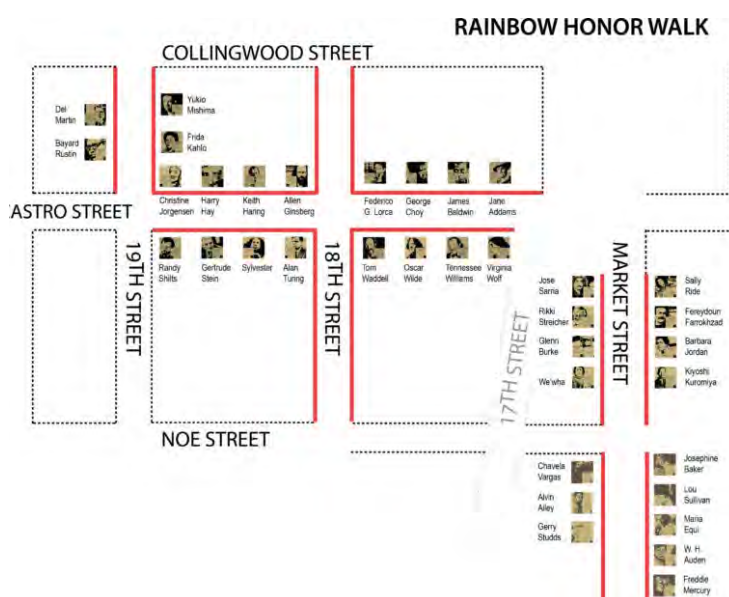 RAINBOW HONOR WALK
COLLINGWOOD STREET
Del
Martin
Bayard
Rustin
Yukio
Mishima
Frida
Kahlo
Christine
Jorgensen
Harry
Hay
Keith
Haring
Allen
Ginsberg
Federico
G. Lorca
George
Choy
James
Baldwin
Jane
Addams
ASTRO STREET
19TH STREET
18TH STREET
Randy
Shilts
Gertrude
Stein
Sylvester
Alan
Turing
Tom
Waddell
Oscar
Wilde
Tennessee
Williams
Virginia
Wolf
17TH STREET
MARKET STREET
Jose
Sarria
Rikki
Streicher
Glenn
Burke
We'wha
Sally
Ride
Fereydoun
Farrokhzad
Barbara
Jordan
Kiyoshi
Kuromiya
NOE STREET
Chavela
Vargas
Alvin
Ailey
Gerry
Studds
Josephine
Baker
Lou
Sullivan
Maria
Equi
W. H.
Auden
Freddie
Mercury